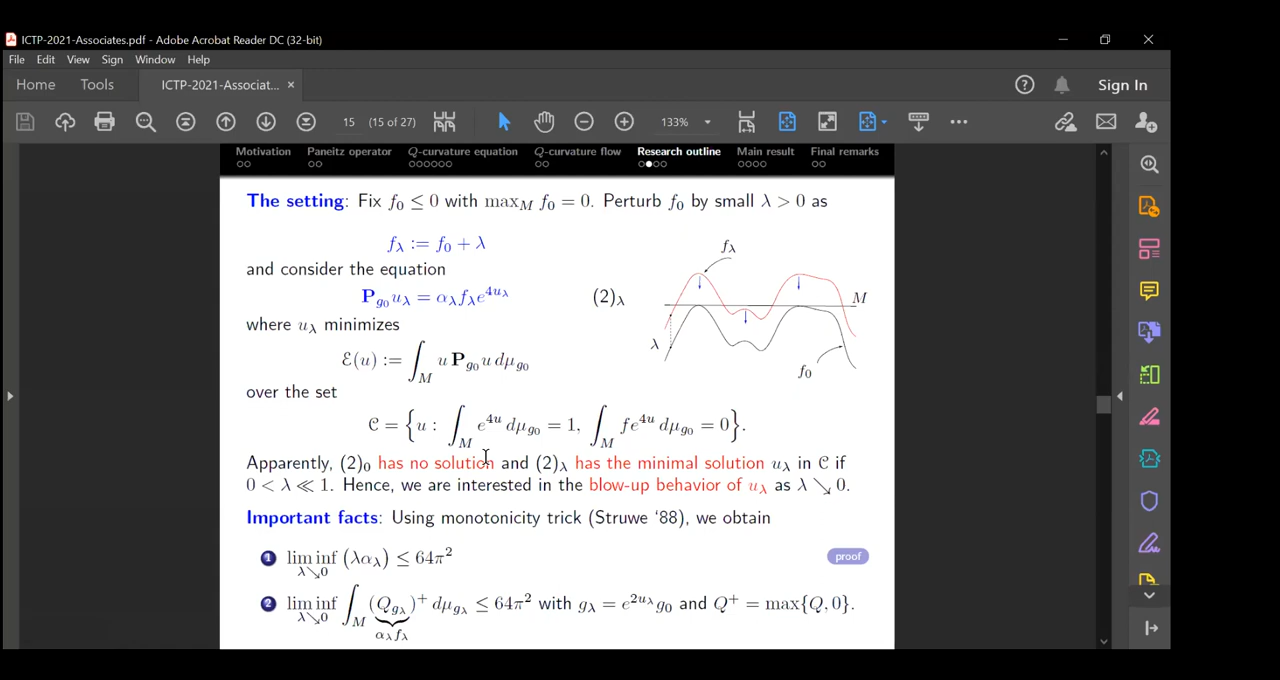 ICTP-2021-Associates.pdf - Adobe Acrobat Reader DC (32-bit)
File Edit View Sign Window Help
Home Tools ICTP-2021-Associat... × Sign In
15 (15 of 27) 133%
Motivation Paneitz operator Q-curvature equation Q-curvature flow Research outline Main result Final remarks
The setting: Fix f₀ ≤ 0 with max_M f₀ = 0. Perturb f₀ by small λ > 0 as
f_λ := f₀ + λ
f_λ
and consider the equation
P_{g₀} u_λ = α_λ f_λ e^{4u_λ} (2)_λ
M
where u_λ minimizes
λ
ℰ(u) := ∫_M u P_{g₀} u dμ_{g₀}
f₀
over the set
𝒞 = {u : ∫_M e^{4u} dμ_{g₀} = 1, ∫_M f e^{4u} dμ_{g₀} = 0}.
Apparently, (2)₀ has no solution and (2)_λ has the minimal solution u_λ in 𝒞 if
0 < λ ≪ 1. Hence, we are interested in the blow-up behavior of u_λ as λ ↘ 0.
Important facts: Using monotonicity trick (Struwe '88), we obtain
1 lim inf_{λ↘0} (λα_λ) ≤ 64π² proof
2 lim inf_{λ↘0} ∫_M (Q_{g_λ})⁺ dμ_{g_λ} ≤ 64π² with g_λ = e^{2u_λ} g₀ and Q⁺ = max{Q, 0}.
α_λ f_λ